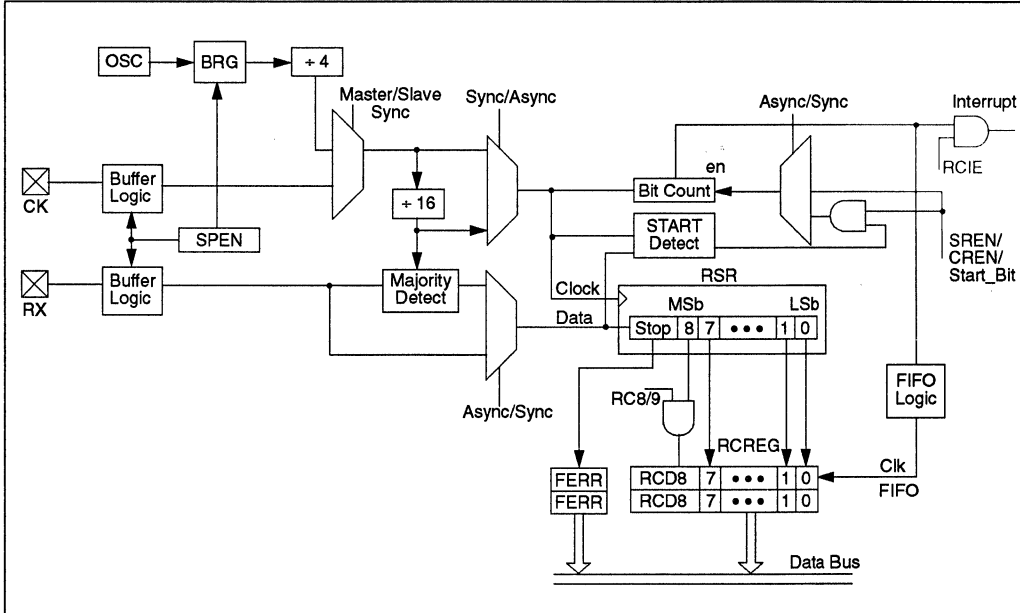 OSC
BRG
÷ 4
Master/Slave
Sync
Sync/Async
Async/Sync
Interrupt
RCIE
en
Buffer
Logic
CK
÷ 16
Bit Count
SPEN
START
Detect
SREN/
CREN/
Start_Bit
Buffer
Logic
RX
Majority
Detect
Clock
RSR
MSb
LSb
Data
Stop 8 7 ••• 1 0
Async/Sync
RC8/9
FIFO
Logic
RCREG
Clk
FIFO
FERR
RCD8 7 ••• 1 0
FERR
RCD8 7 ••• 1 0
Data Bus